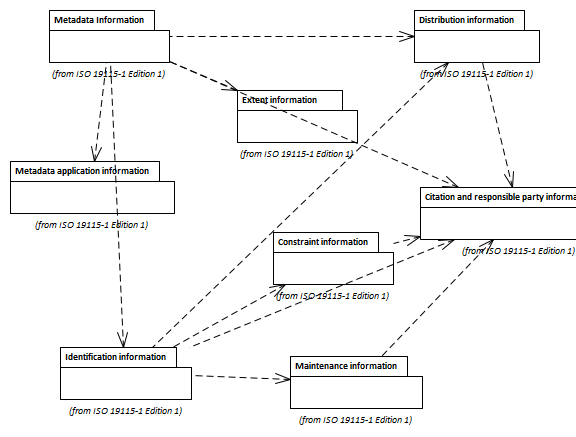 Metadata Information
(from ISO 19115-1 Edition 1)
Distribution information
(from ISO 19115-1 Edition 1)
Extent information
(from ISO 19115-1 Edition 1)
Metadata application information
(from ISO 19115-1 Edition 1)
Citation and responsible party informa
(from ISO 19115-1 Edition 1)
Constraint information
(from ISO 19115-1 Edition 1)
Identification information
(from ISO 19115-1 Edition 1)
Maintenance information
(from ISO 19115-1 Edition 1)